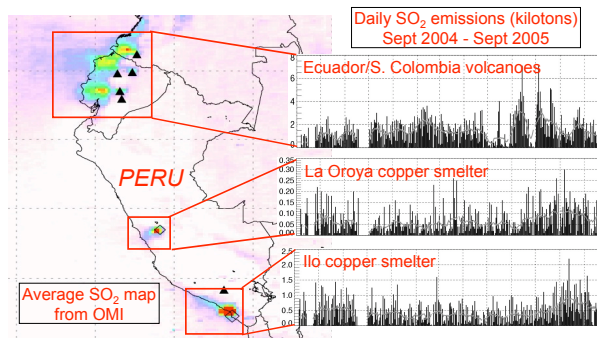 Daily SO₂ emissions (kilotons)
Sept 2004 - Sept 2005
Ecuador/S. Colombia volcanoes
8
6
4
2
0
PERU
La Oroya copper smelter
0.35
0.30
0.25
0.20
0.15
0.10
0.05
0.00
Ilo copper smelter
2.5
2.0
1.5
1.0
0.5
0.0
Average SO₂ map
from OMI